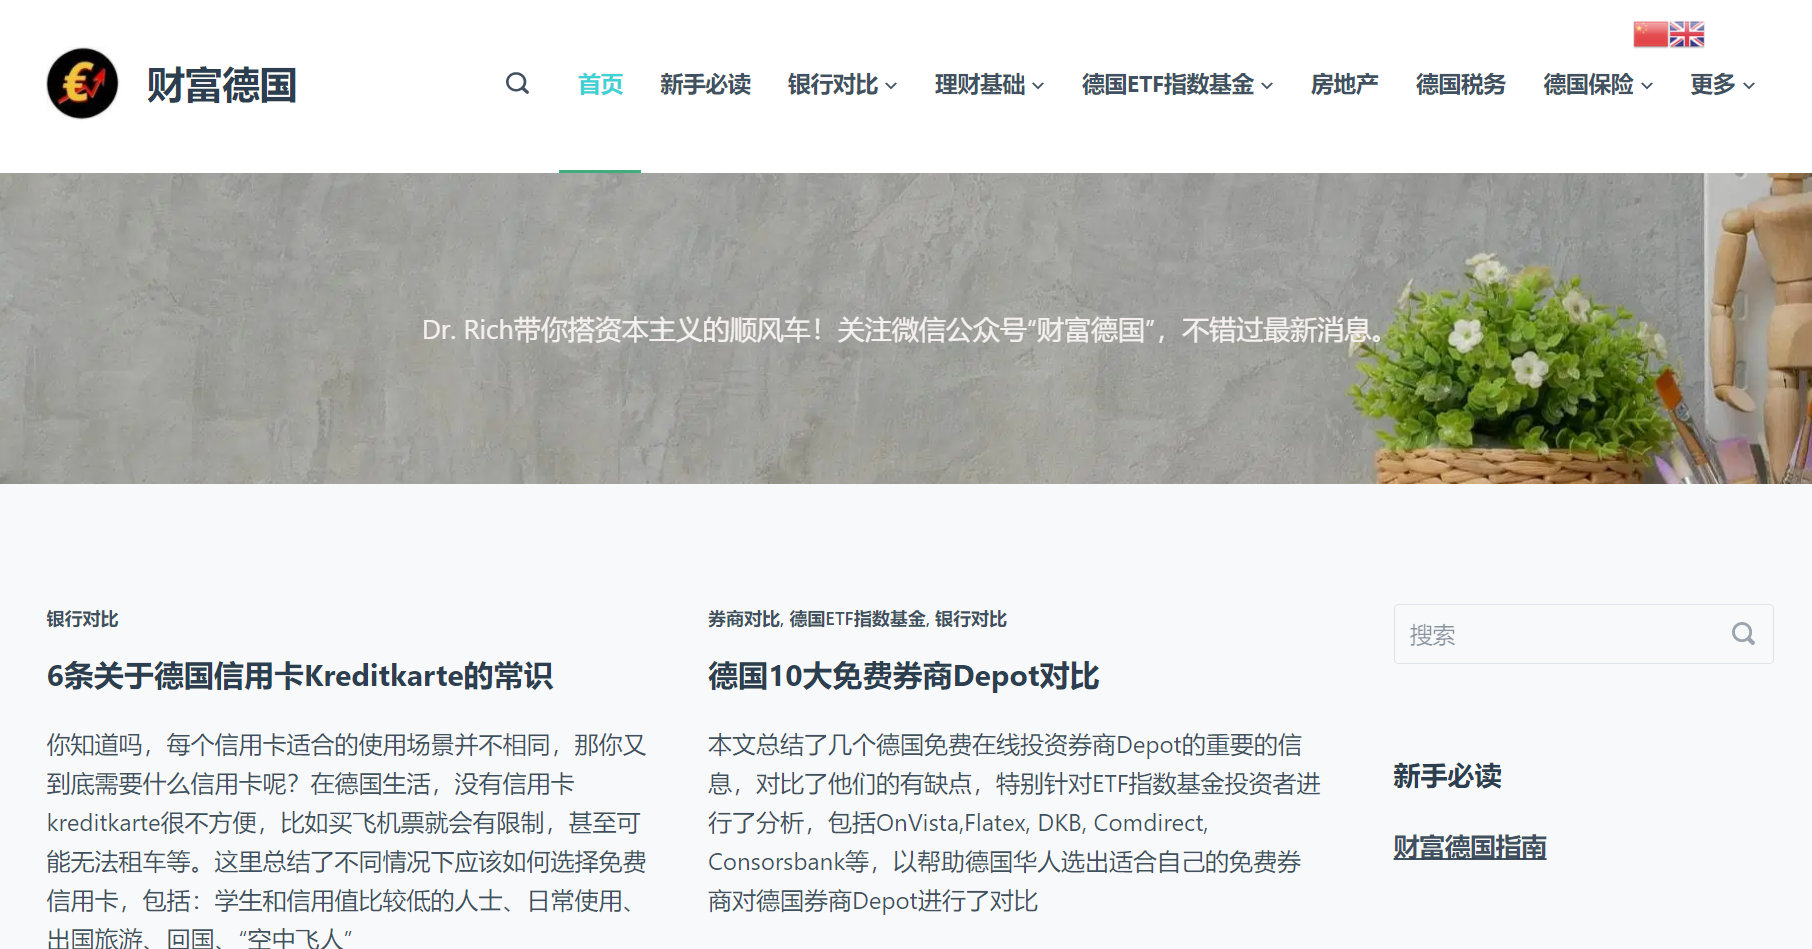 财富德国
首页 新手必读 银行对比 理财基础 德国ETF指数基金 房地产 德国税务 德国保险 更多
Dr. Rich带你搭资本主义的顺风车！关注微信公众号“财富德国”，不错过最新消息。
银行对比
6条关于德国信用卡Kreditkarte的常识
你知道吗，每个信用卡适合的使用场景并不相同，那你又
到底需要什么信用卡呢？在德国生活，没有信用卡
kreditkarte很不方便，比如买飞机票就会有限制，甚至可
能无法租车等。这里总结了不同情况下应该如何选择免费
信用卡，包括：学生和信用值比较低的人士、日常使用、
出国旅游、回国、“空中飞人”
券商对比, 德国ETF指数基金, 银行对比
德国10大免费券商Depot对比
本文总结了几个德国免费在线投资券商Depot的重要的信
息，对比了他们的有缺点，特别针对ETF指数基金投资者进
行了分析，包括OnVista,Flatex, DKB, Comdirect,
Consorsbank等，以帮助德国华人选出适合自己的免费券
商对德国券商Depot进行了对比
搜索
新手必读
财富德国指南